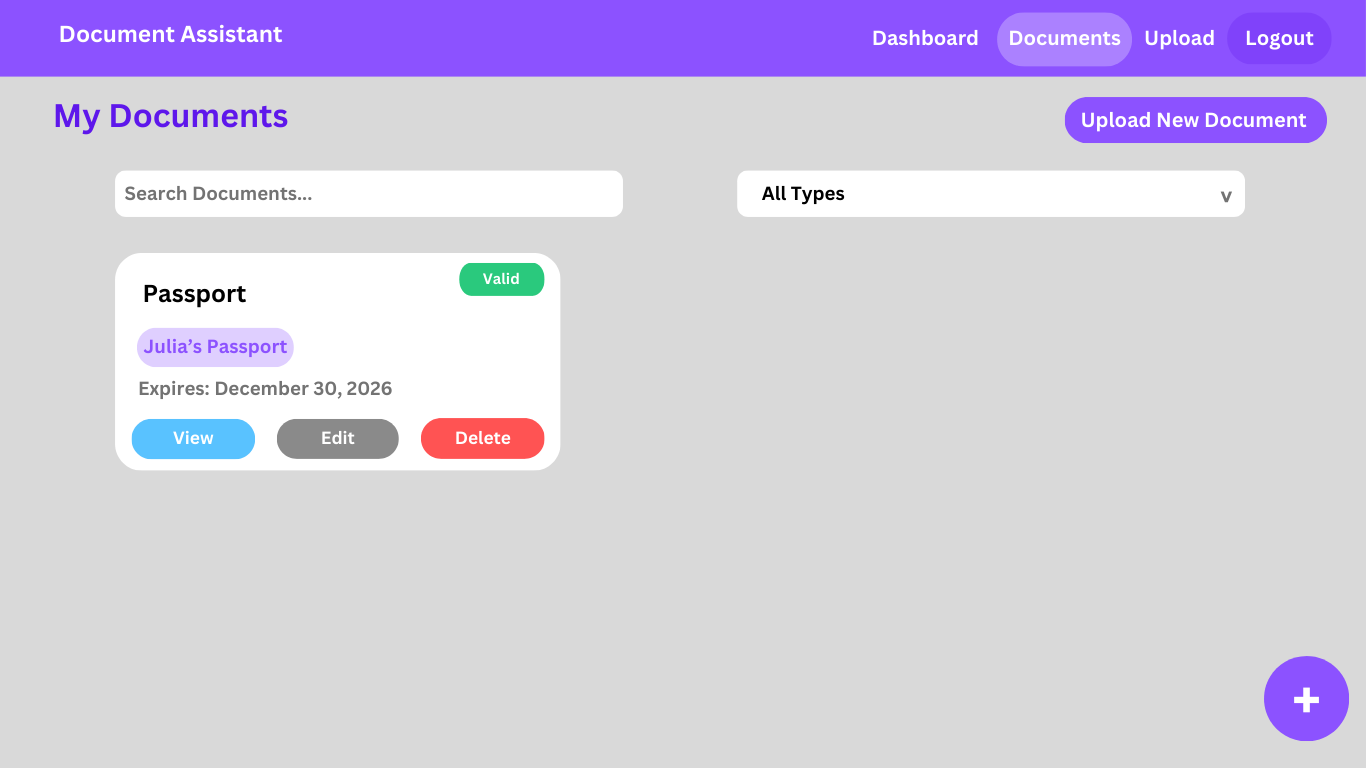 Document Assistant
Dashboard
Documents
Upload
Logout
My Documents
Upload New Document
Search Documents...
All Types
v
Valid
Passport
Julia’s Passport
Expires: December 30, 2026
View
Edit
Delete
+